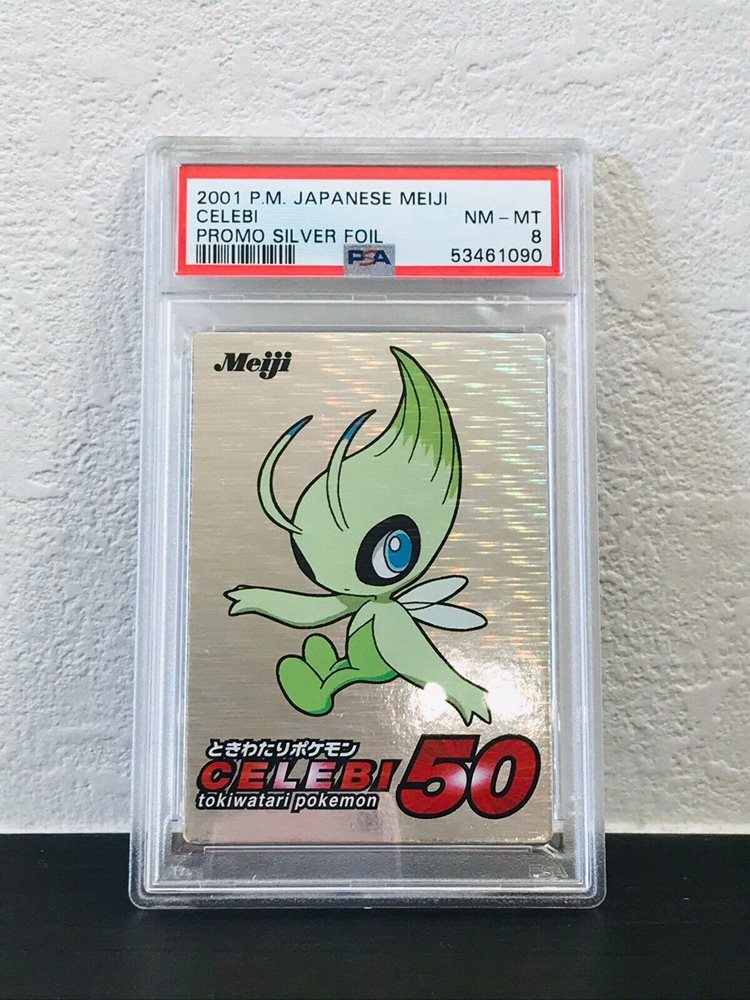 2001 P.M. JAPANESE MEIJI
CELEBI
NM - MT
PROMO SILVER FOIL
8
PSA
53461090
Meiji
ときわたりポケモン
CELEBI 50
tokiwatari pokemon